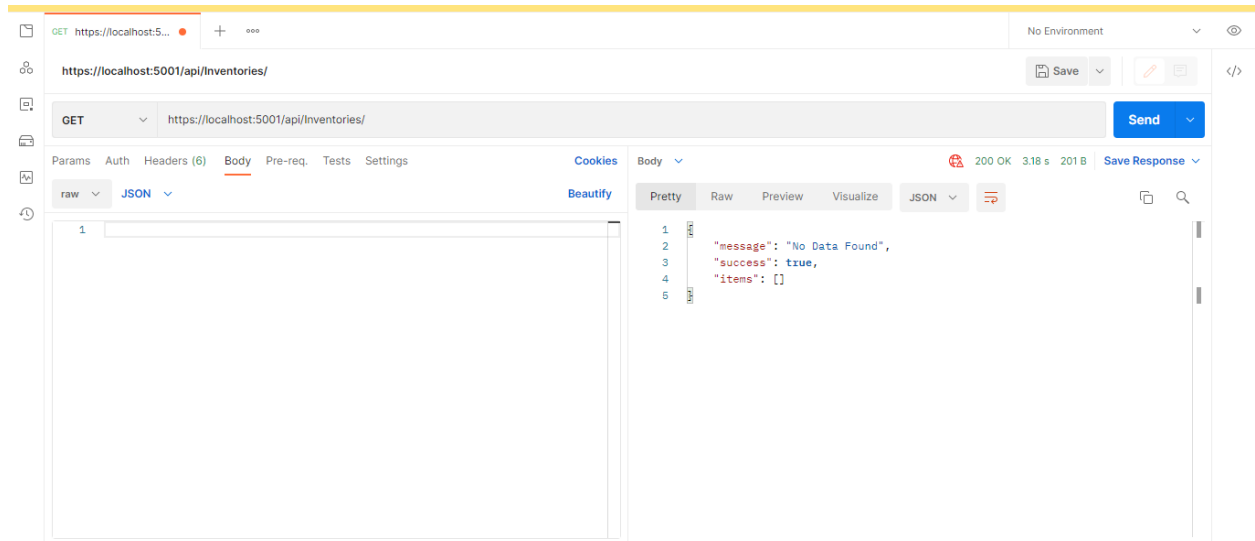 GET https://localhost:5... No Environment
https://localhost:5001/api/Inventories/ Save
GET https://localhost:5001/api/Inventories/ Send
Params Auth Headers (6) Body Pre-req. Tests Settings Cookies
Body 200 OK 3.18 s 201 B Save Response
raw JSON Beautify
Pretty Raw Preview Visualize JSON
1
1 {
2 "message": "No Data Found",
3 "success": true,
4 "items": []
5 }